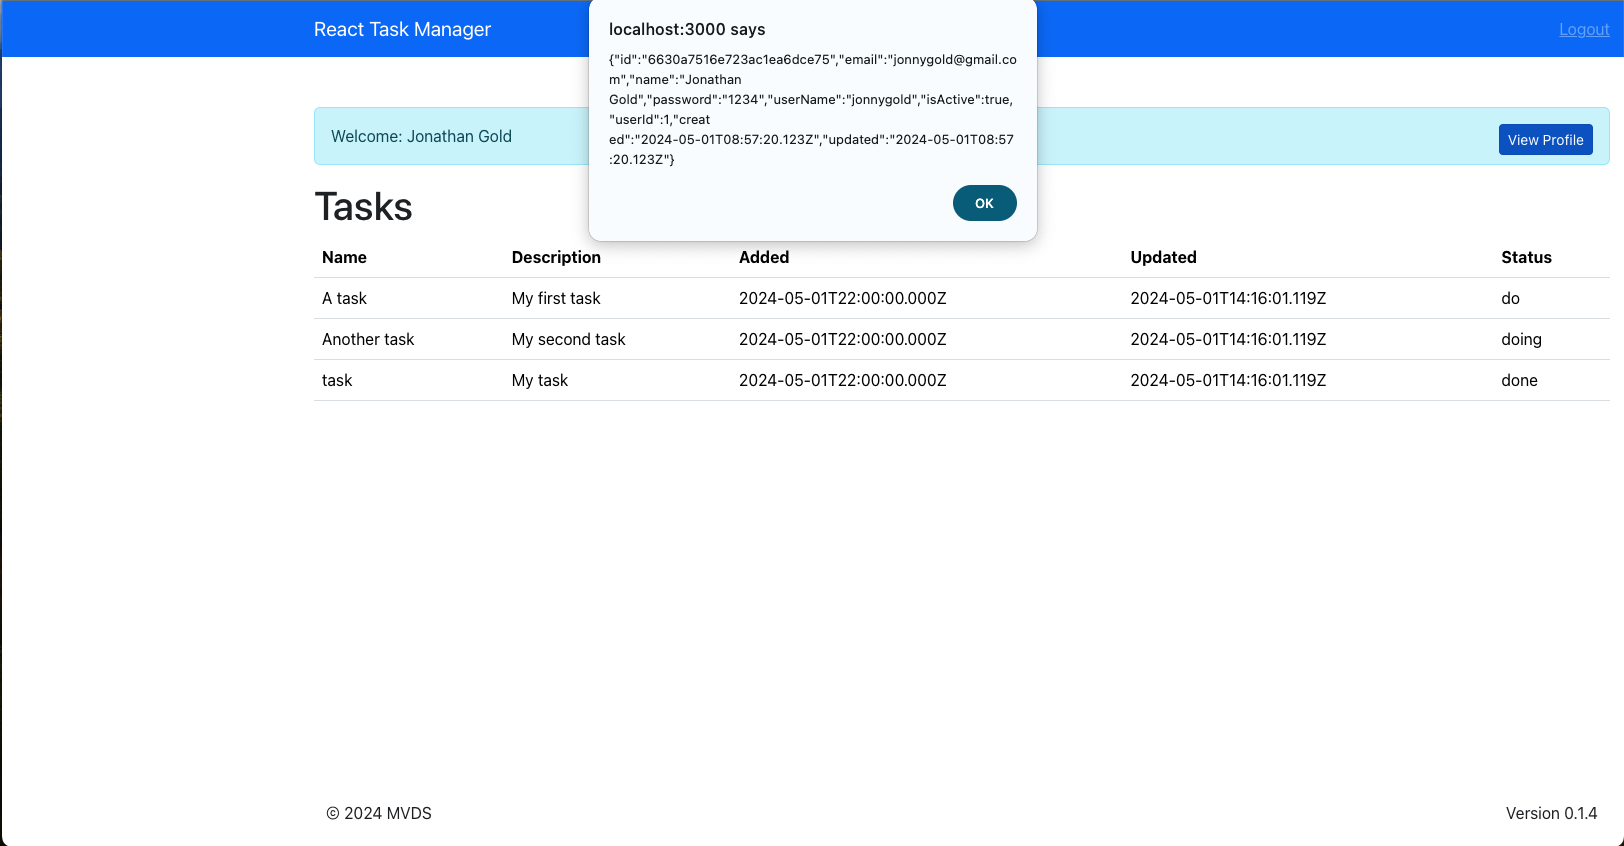 React Task Manager
Logout
localhost:3000 says
{"id":"6630a7516e723ac1ea6dce75","email":"jonnygold@gmail.co
m","name":"Jonathan
Gold","password":"1234","userName":"jonnygold","isActive":true,
"userId":1,"creat
ed":"2024-05-01T08:57:20.123Z","updated":"2024-05-01T08:57
:20.123Z"}
OK
Welcome: Jonathan Gold
View Profile
Tasks
Name Description Added Updated Status
A task My first task 2024-05-01T22:00:00.000Z 2024-05-01T14:16:01.119Z do
Another task My second task 2024-05-01T22:00:00.000Z 2024-05-01T14:16:01.119Z doing
task My task 2024-05-01T22:00:00.000Z 2024-05-01T14:16:01.119Z done
© 2024 MVDS
Version 0.1.4